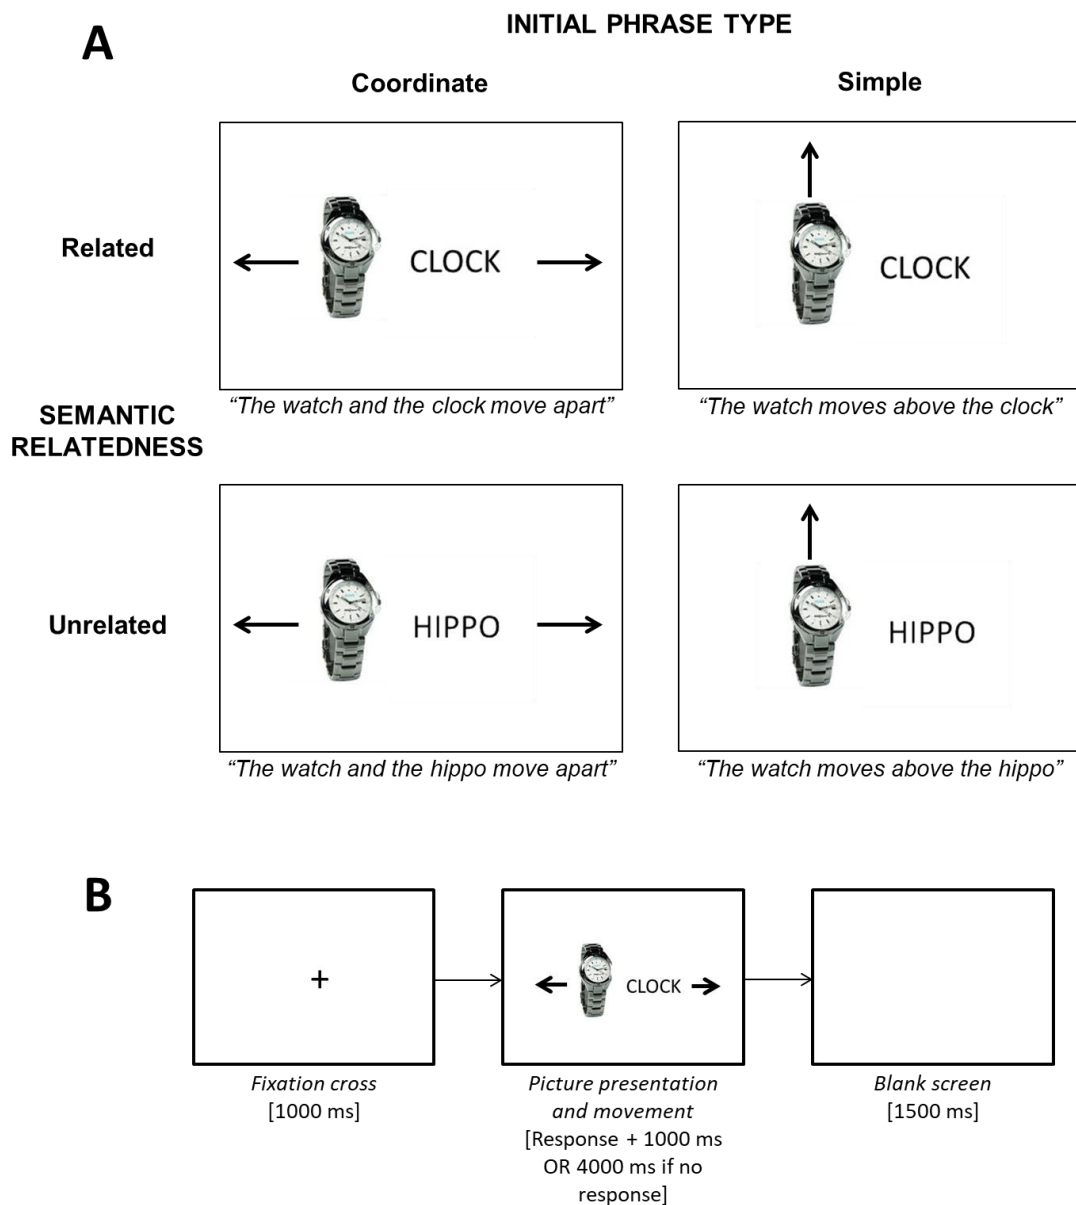 A
INITIAL PHRASE TYPE
Coordinate
Simple
Related
CLOCK
CLOCK
“The watch and the clock move apart”
“The watch moves above the clock”
SEMANTIC
RELATEDNESS
Unrelated
HIPPO
HIPPO
“The watch and the hippo move apart”
“The watch moves above the hippo”
B
+
CLOCK
Fixation cross
[1000 ms]
Picture presentation
and movement
[Response + 1000 ms
OR 4000 ms if no
response]
Blank screen
[1500 ms]